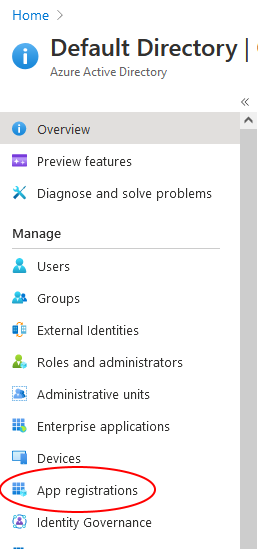 Home >
Default Directory |
Azure Active Directory
«
Overview
Preview features
Diagnose and solve problems
Manage
Users
Groups
External Identities
Roles and administrators
Administrative units
Enterprise applications
Devices
App registrations
Identity Governance